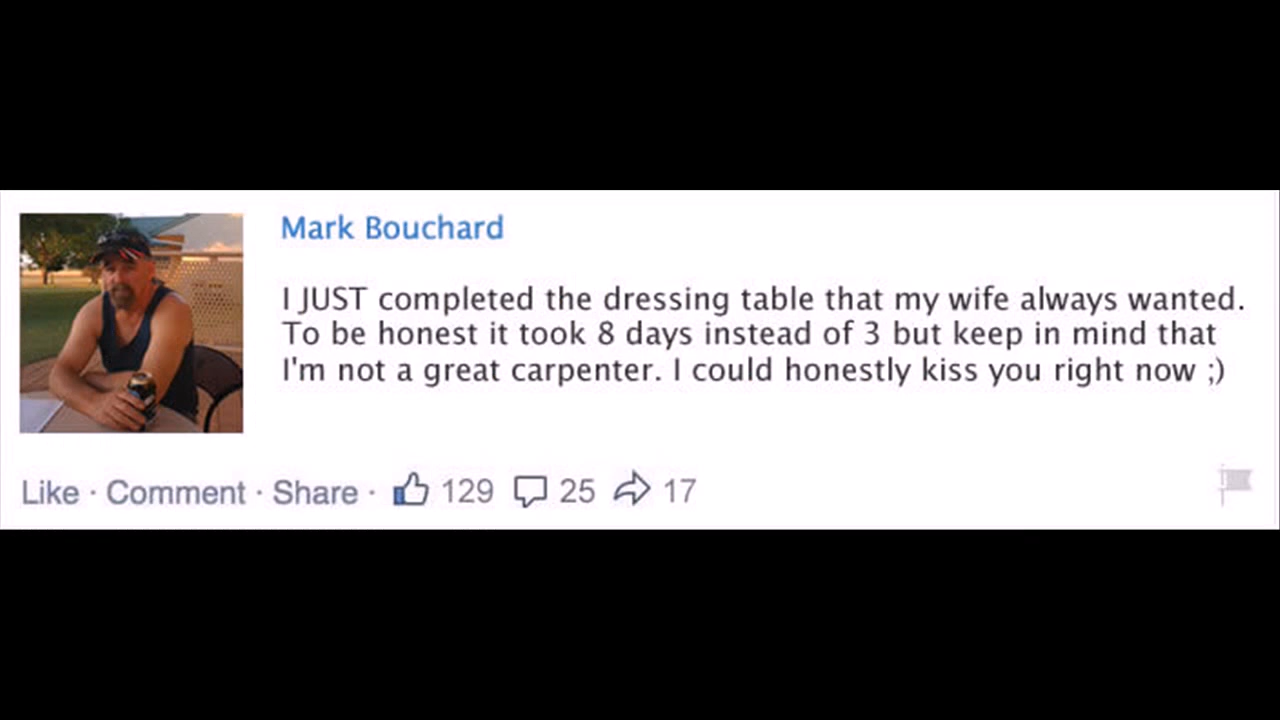 Mark Bouchard
I JUST completed the dressing table that my wife always wanted.
To be honest it took 8 days instead of 3 but keep in mind that
I'm not a great carpenter. I could honestly kiss you right now ;)
Like · Comment · Share · 129 25 17